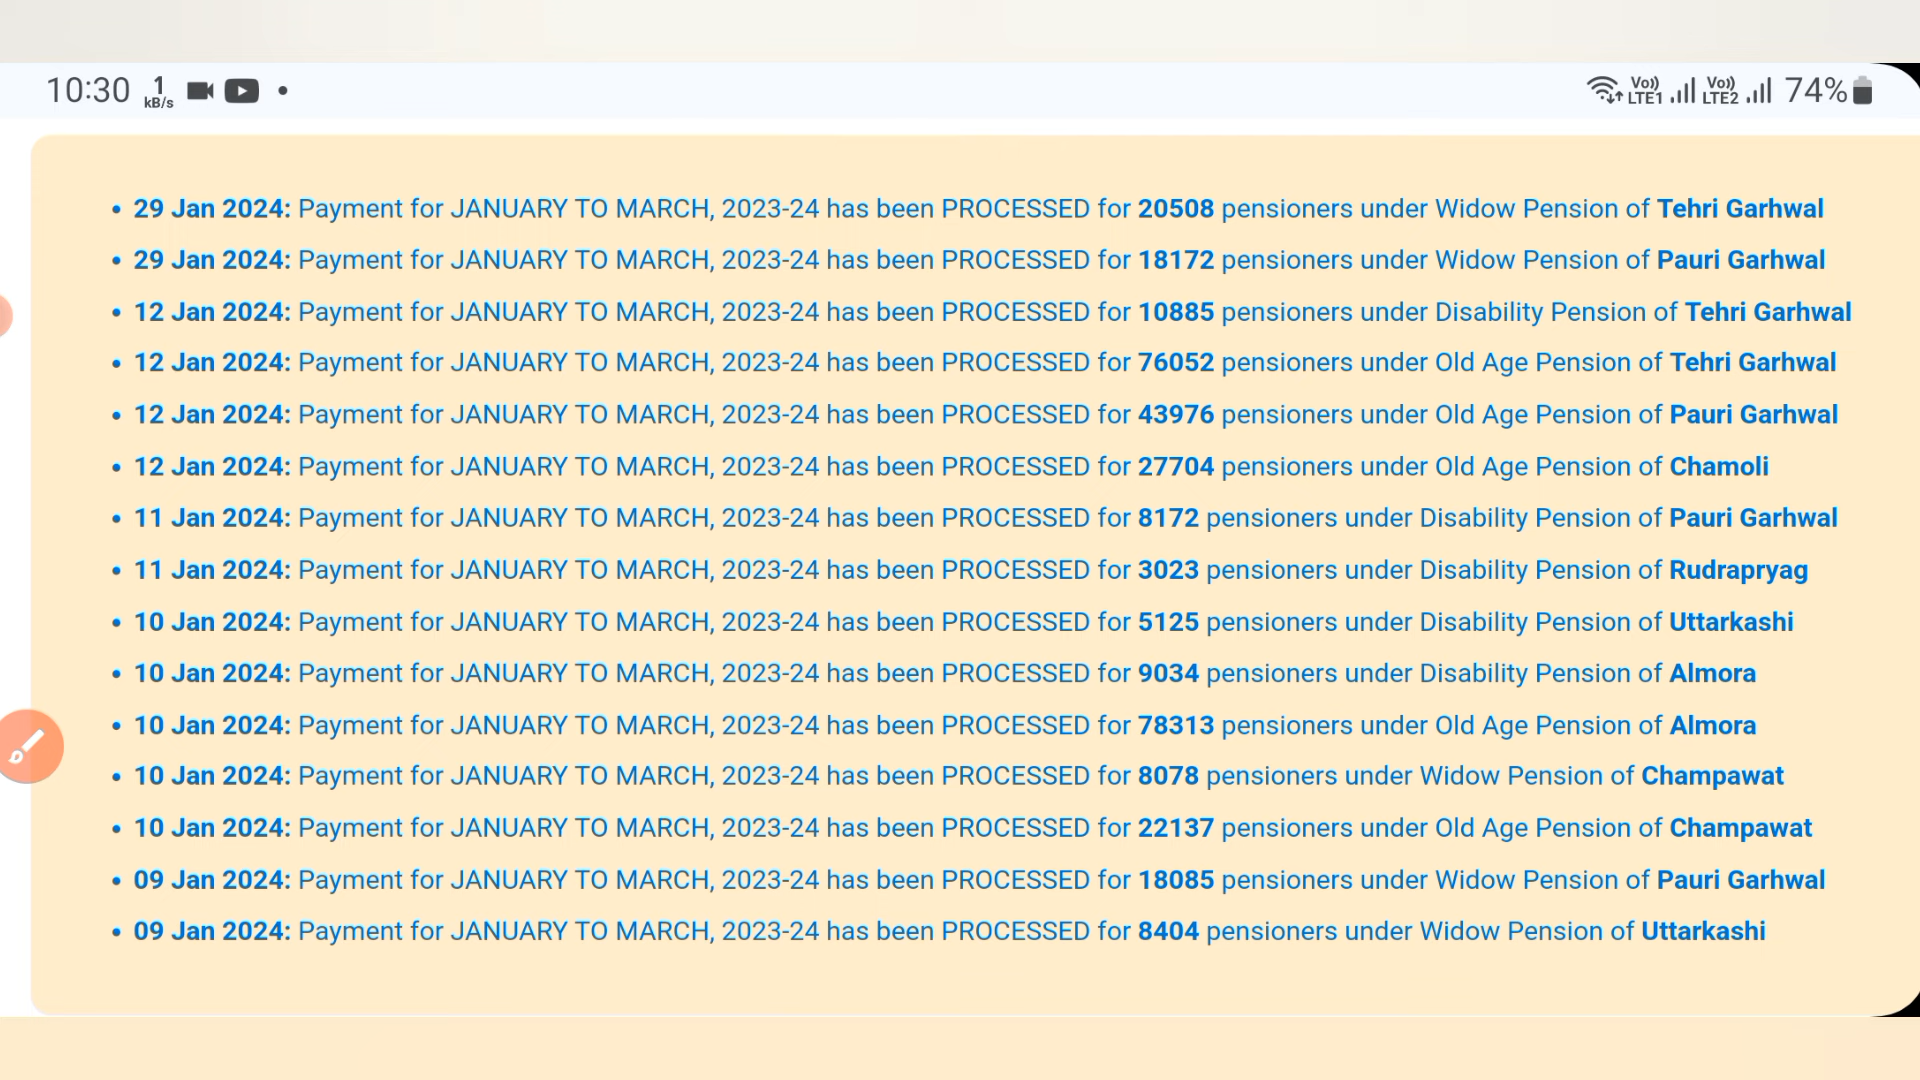 10:30 1 kB/s Vo)) LTE1 Vo)) LTE2 74%
• 29 Jan 2024: Payment for JANUARY TO MARCH, 2023-24 has been PROCESSED for 20508 pensioners under Widow Pension of Tehri Garhwal
• 29 Jan 2024: Payment for JANUARY TO MARCH, 2023-24 has been PROCESSED for 18172 pensioners under Widow Pension of Pauri Garhwal
• 12 Jan 2024: Payment for JANUARY TO MARCH, 2023-24 has been PROCESSED for 10885 pensioners under Disability Pension of Tehri Garhwal
• 12 Jan 2024: Payment for JANUARY TO MARCH, 2023-24 has been PROCESSED for 76052 pensioners under Old Age Pension of Tehri Garhwal
• 12 Jan 2024: Payment for JANUARY TO MARCH, 2023-24 has been PROCESSED for 43976 pensioners under Old Age Pension of Pauri Garhwal
• 12 Jan 2024: Payment for JANUARY TO MARCH, 2023-24 has been PROCESSED for 27704 pensioners under Old Age Pension of Chamoli
• 11 Jan 2024: Payment for JANUARY TO MARCH, 2023-24 has been PROCESSED for 8172 pensioners under Disability Pension of Pauri Garhwal
• 11 Jan 2024: Payment for JANUARY TO MARCH, 2023-24 has been PROCESSED for 3023 pensioners under Disability Pension of Rudrapryag
• 10 Jan 2024: Payment for JANUARY TO MARCH, 2023-24 has been PROCESSED for 5125 pensioners under Disability Pension of Uttarkashi
• 10 Jan 2024: Payment for JANUARY TO MARCH, 2023-24 has been PROCESSED for 9034 pensioners under Disability Pension of Almora
• 10 Jan 2024: Payment for JANUARY TO MARCH, 2023-24 has been PROCESSED for 78313 pensioners under Old Age Pension of Almora
• 10 Jan 2024: Payment for JANUARY TO MARCH, 2023-24 has been PROCESSED for 8078 pensioners under Widow Pension of Champawat
• 10 Jan 2024: Payment for JANUARY TO MARCH, 2023-24 has been PROCESSED for 22137 pensioners under Old Age Pension of Champawat
• 09 Jan 2024: Payment for JANUARY TO MARCH, 2023-24 has been PROCESSED for 18085 pensioners under Widow Pension of Pauri Garhwal
• 09 Jan 2024: Payment for JANUARY TO MARCH, 2023-24 has been PROCESSED for 8404 pensioners under Widow Pension of Uttarkashi